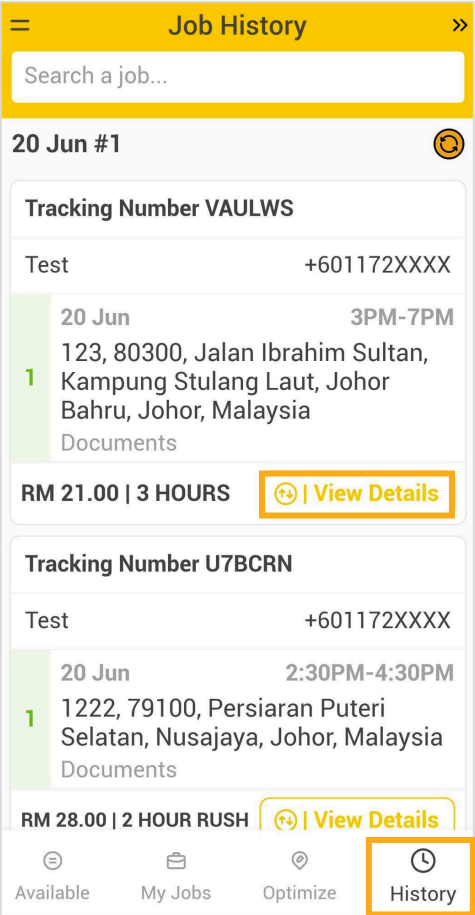 Job History
Search a job...
20 Jun #1
Tracking Number VAULWS
Test +601172XXXX
20 Jun 3PM-7PM
1
123, 80300, Jalan Ibrahim Sultan,
Kampung Stulang Laut, Johor
Bahru, Johor, Malaysia
Documents
RM 21.00 | 3 HOURS | View Details
Tracking Number U7BCRN
Test +601172XXXX
20 Jun 2:30PM-4:30PM
1
1222, 79100, Persiaran Puteri
Selatan, Nusajaya, Johor, Malaysia
Documents
RM 28.00 | 2 HOUR RUSH | View Details
Available My Jobs Optimize History